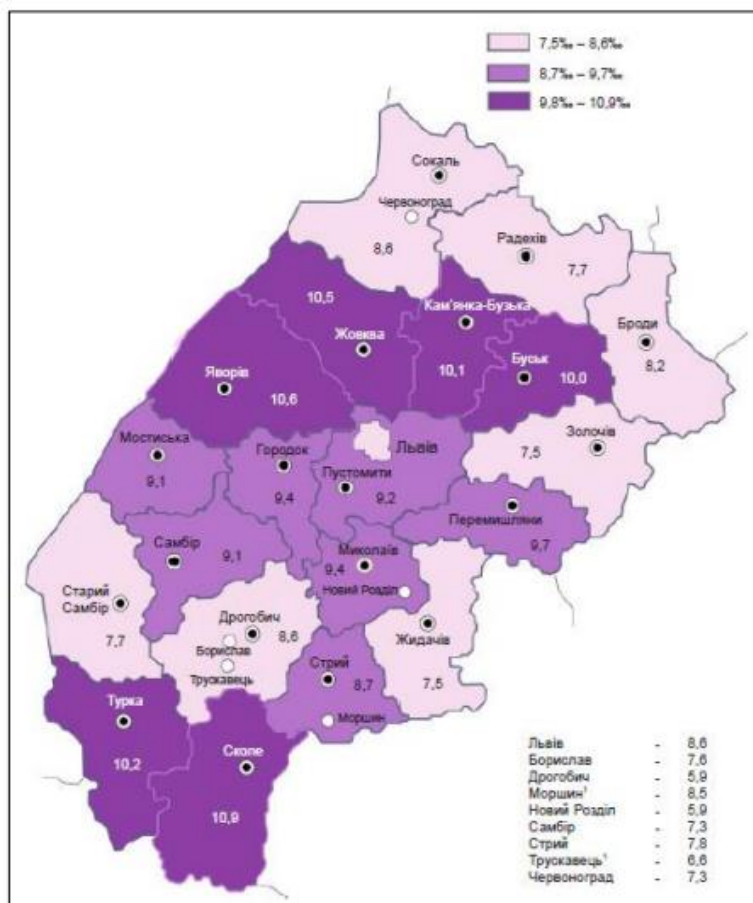 7,5‰ – 8,6‰
8,7‰ – 9,7‰
9,8‰ – 10,9‰
Сокаль
Червоноград
8,6
Радехів
7,7
10,5
Кам'янка-Бузька
Жовква
10,1
Броди
8,2
Буськ
10,0
Яворів
10,6
Мостиська
9,1
Городок
9,4
Львів
Пустомити
9,2
Золочів
7,5
Перемишляни
9,7
Самбір
9,1
Миколаїв
9,4
Новий Розділ
Старий
Самбір
7,7
Дрогобич
8,6
Борислав
Трускавець
Жидачів
7,5
Стрий
8,7
Моршин
Турка
10,2
Сколе
10,9
Львів - 8,6
Борислав - 7,6
Дрогобич - 5,9
Моршин¹ - 8,5
Новий Розділ - 5,9
Самбір - 7,3
Стрий - 7,8
Трускавець¹ - 6,6
Червоноград - 7,3